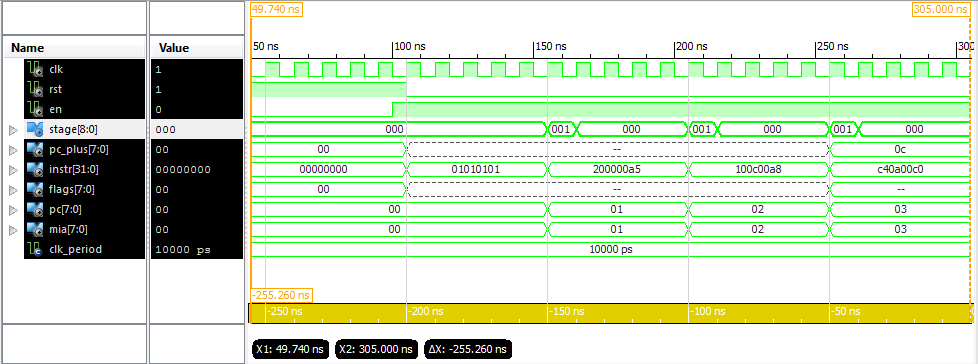 49.740 ns 305.000 ns
Name Value
50 ns 100 ns 150 ns 200 ns 250 ns 300
clk 1
rst 1
en 0
stage[8:0] 000 000 001 000 001 000 001 000
pc_plus[7:0] 00 00 -- 0c
instr[31:0] 00000000 00000000 01010101 200000a5 100c00a8 c40a00c0
flags[7:0] 00 00 -- --
pc[7:0] 00 00 01 02 03
mia[7:0] 00 00 01 02 03
clk_period 10000 ps 10000 ps
-255.260 ns
-250 ns -200 ns -150 ns -100 ns -50 ns
X1: 49.740 ns X2: 305.000 ns ΔX: -255.260 ns